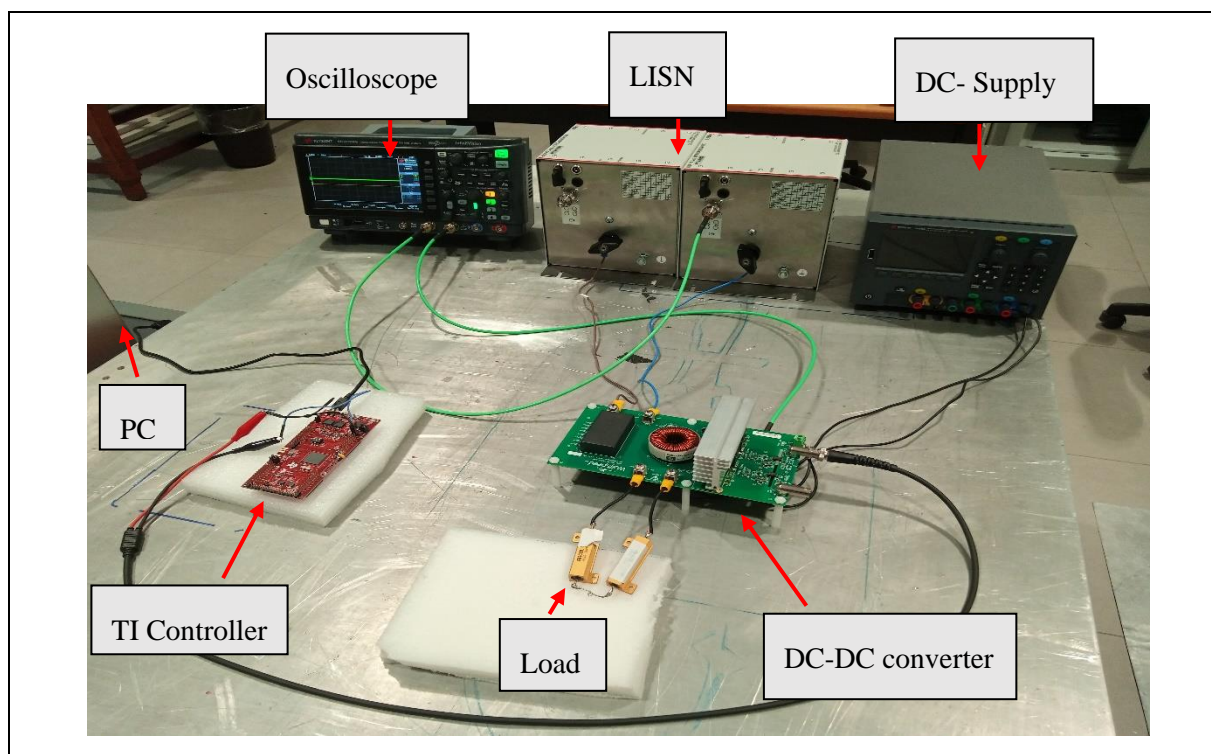 Oscilloscope
LISN
DC- Supply
PC
TI Controller
Load
DC-DC converter